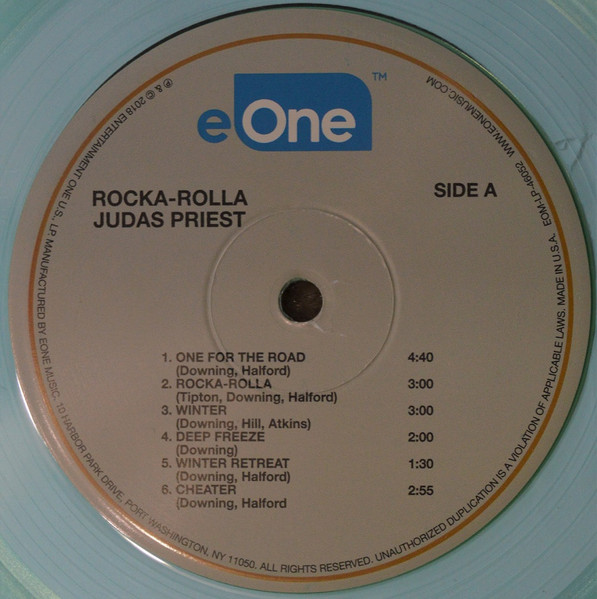 eOne™
ROCKA-ROLLA
JUDAS PRIEST
SIDE A
1. ONE FOR THE ROAD 4:40
(Downing, Halford)
2. ROCKA-ROLLA 3:00
(Tipton, Downing, Halford)
3. WINTER 3:00
(Downing, Hill, Atkins)
4. DEEP FREEZE 2:00
(Downing)
5. WINTER RETREAT 1:30
(Downing, Halford)
6. CHEATER 2:55
(Downing, Halford
℗ & © 2018 ENTERTAINMENT ONE U.S., LP. MANUFACTURED BY EONE MUSIC. 10 HARBOR PARK DRIVE, PORT WASHINGTON, NY 11050. ALL RIGHTS RESERVED. UNAUTHORIZED DUPLICATION IS A VIOLATION OF APPLICABLE LAWS. MADE IN U.S.A. EOM-LP-46052 WWW.EONEMUSIC.COM